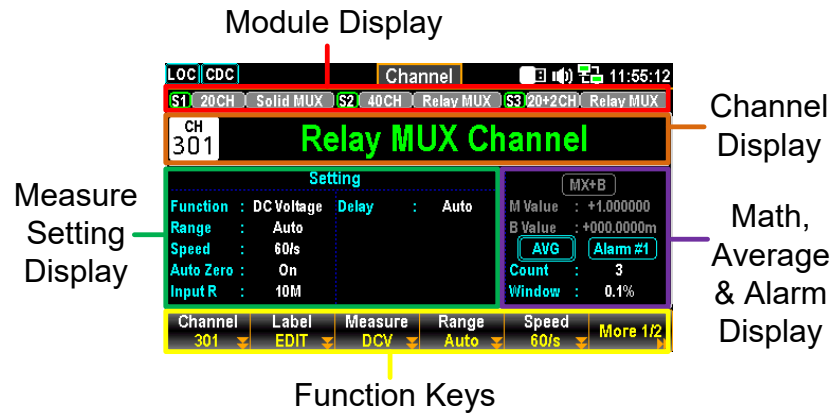 Module Display
LOC CDC Channel 11:55:12
S1 20CH Solid MUX S2 40CH Relay MUX S3 20+2CH Relay MUX
CH
301
Relay MUX Channel
Channel
Display
Setting
Function : DC Voltage Delay : Auto
Range : Auto
Speed : 60/s
Auto Zero : On
Input R : 10M
MX+B
M Value : +1.000000
B Value : +000.0000m
AVG Alarm #1
Count : 3
Window : 0.1%
Measure
Setting
Display
Math,
Average
& Alarm
Display
Channel Label Measure Range Speed More 1/2
301 EDIT DCV Auto 60/s
Function Keys